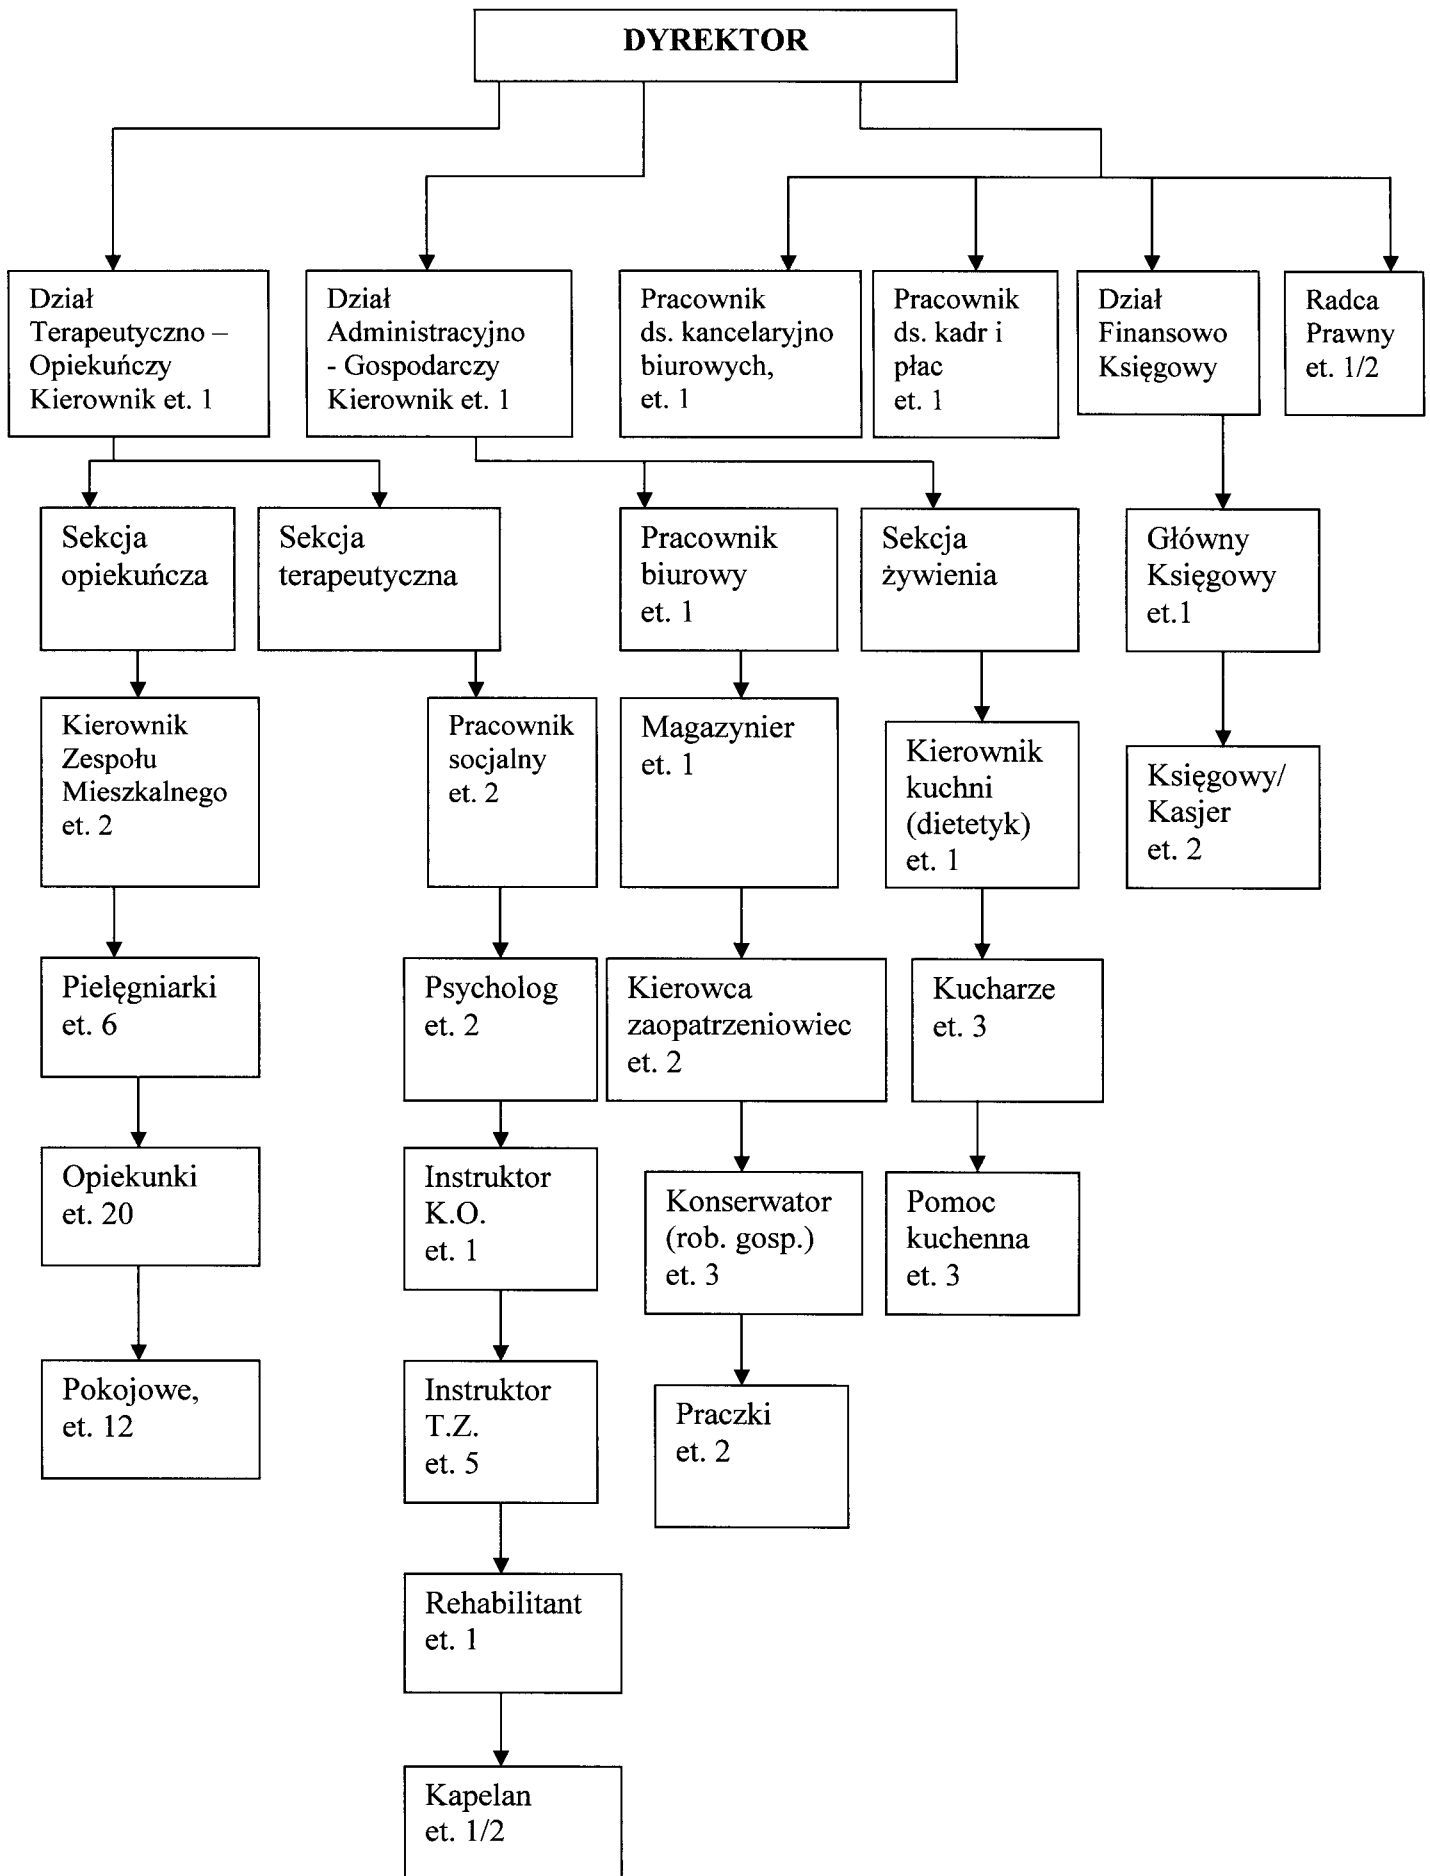 DYREKTOR
Dział
Terapeutyczno –
Opiekuńczy
Kierownik et. 1
Dział
Administracyjno
- Gospodarczy
Kierownik et. 1
Pracownik
ds. kancelaryjno
biurowych,
et. 1
Pracownik
ds. kadr i
płac
et. 1
Dział
Finansowo
Księgowy
Radca
Prawny
et. 1/2
Sekcja
opiekuńcza
Sekcja
terapeutyczna
Pracownik
biurowy
et. 1
Sekcja
żywienia
Główny
Księgowy
et.1
Kierownik
Zespołu
Mieszkalnego
et. 2
Pracownik
socjalny
et. 2
Magazynier
et. 1
Kierownik
kuchni
(dietetyk)
et. 1
Księgowy/
Kasjer
et. 2
Pielęgniarki
et. 6
Psycholog
et. 2
Kierowca
zaopatrzeniowiec
et. 2
Kucharze
et. 3
Opiekunki
et. 20
Instruktor
K.O.
et. 1
Konserwator
(rob. gosp.)
et. 3
Pomoc
kuchenna
et. 3
Pokojowe,
et. 12
Instruktor
T.Z.
et. 5
Praczki
et. 2
Rehabilitant
et. 1
Kapelan
et. 1/2